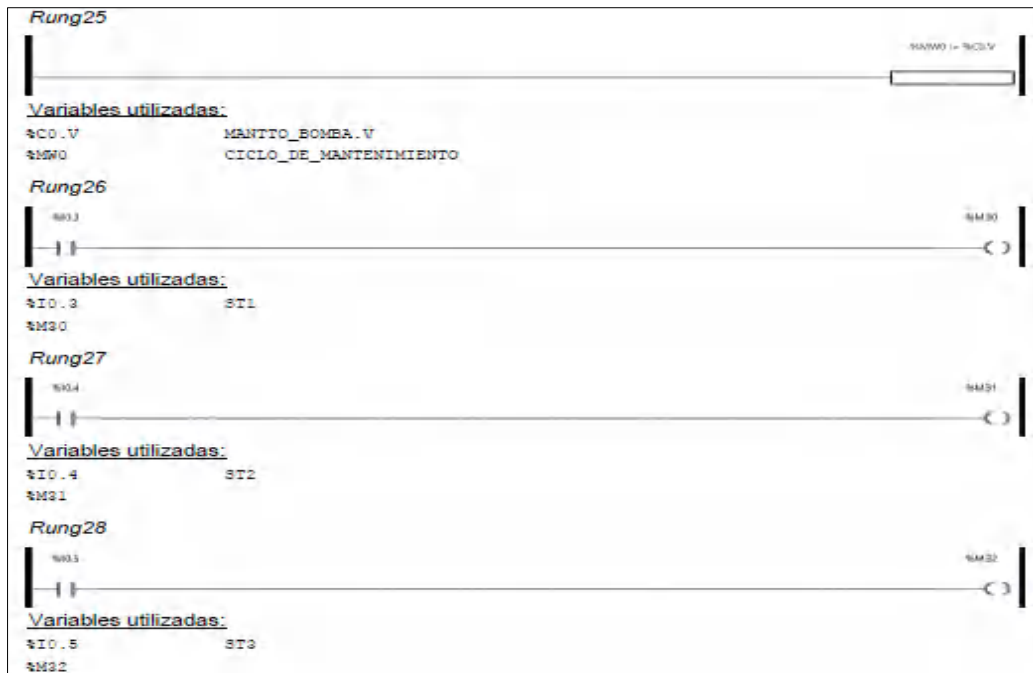 Rung25
%MW0 := %C0.V
Variables utilizadas:
%C0.V MANTTO_BOMBA.V
%MW0 CICLO_DE_MANTENIMIENTO
Rung26
%I0.3 %M30
Variables utilizadas:
%I0.3 ST1
%M30
Rung27
%I0.4 %M31
Variables utilizadas:
%I0.4 ST2
%M31
Rung28
%I0.5 %M32
Variables utilizadas:
%I0.5 ST3
%M32